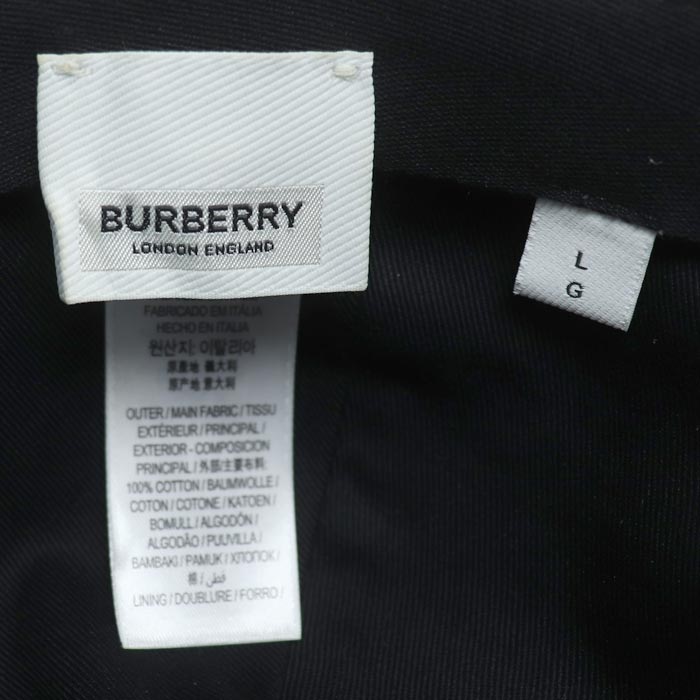 BURBERRY
LONDON ENGLAND
L
G
FABRICADO EM ITÁLIA
HECHO EN ITALIA
원산지: 이탈리아
原產地 義大利
原产地 意大利
OUTER / MAIN FABRIC / TISSU
EXTÉRIEUR / PRINCIPAL /
EXTERIOR - COMPOSICION
PRINCIPAL / 外部/主要布料:
100% COTTON / BAUMWOLLE /
COTON / COTONE / KATOEN /
BOMULL / ALGODÓN /
ALGODÃO / PUUVILLA /
BAMBAKI / PAMUK / ХЛОПОК /
棉 / قطن /
LINING / DOUBLURE / FORRO /